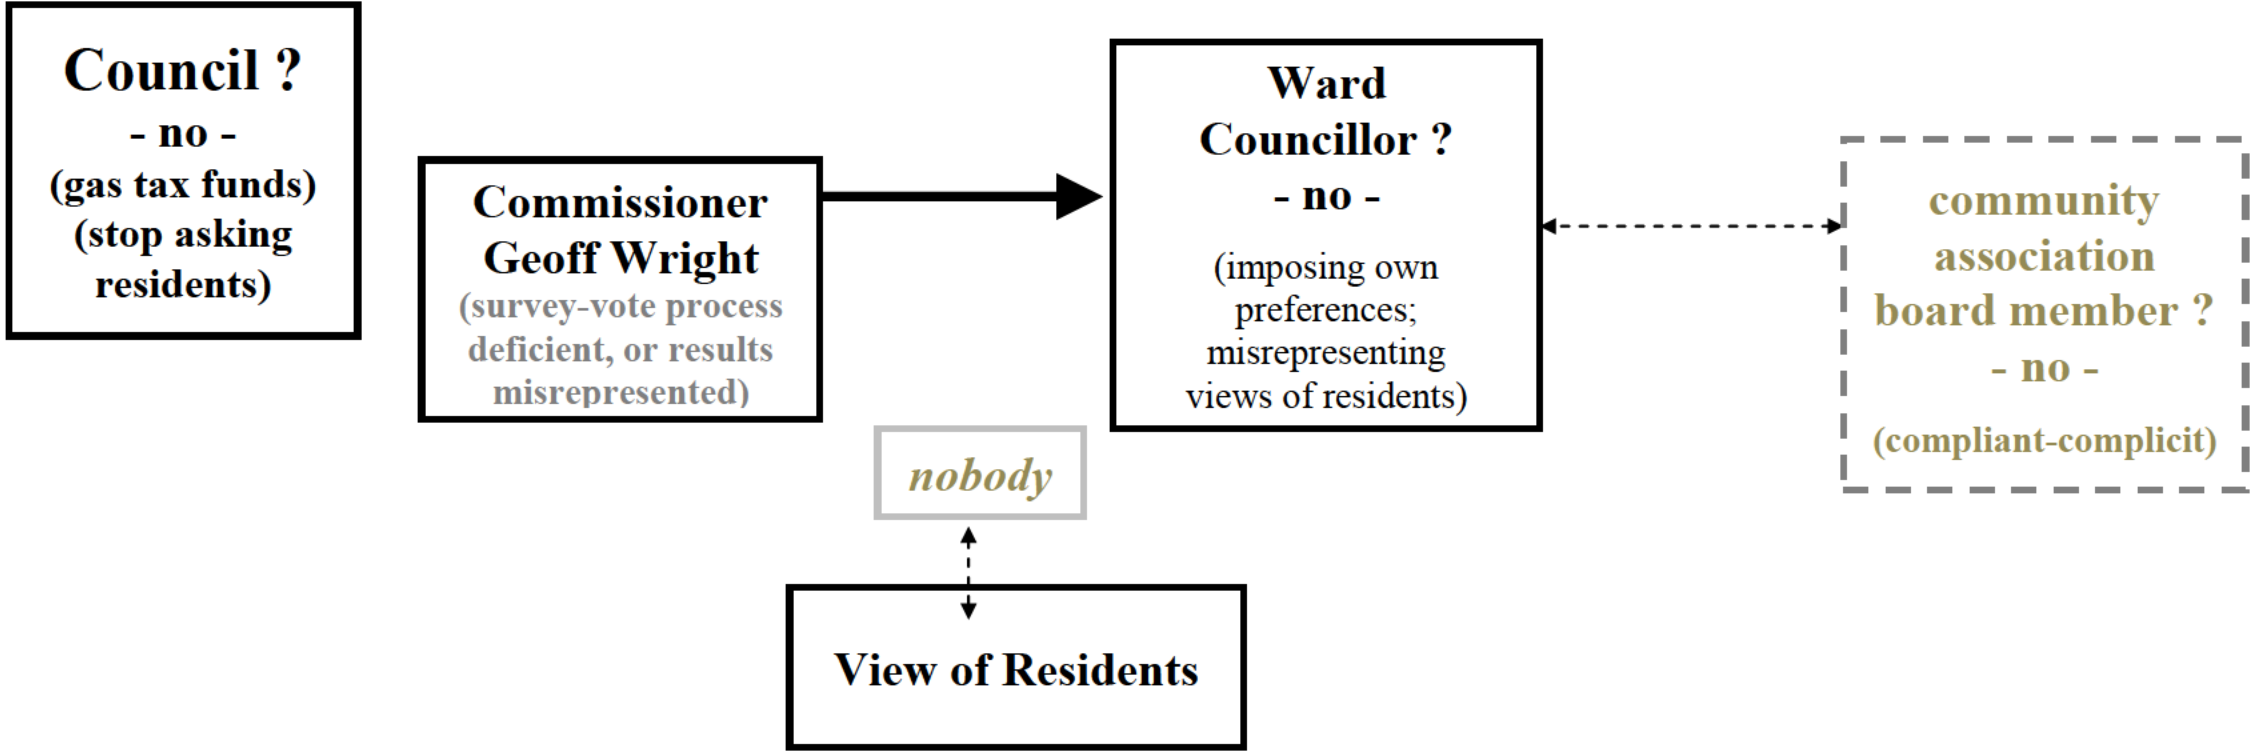 Council ?
- no -
(gas tax funds)
(stop asking
residents)
Commissioner
Geoff Wright
(survey-vote process
deficient, or results
misrepresented)
Ward
Councillor ?
- no -
(imposing own
preferences;
misrepresenting
views of residents)
community
association
board member ?
- no -
(compliant-complicit)
nobody
View of Residents